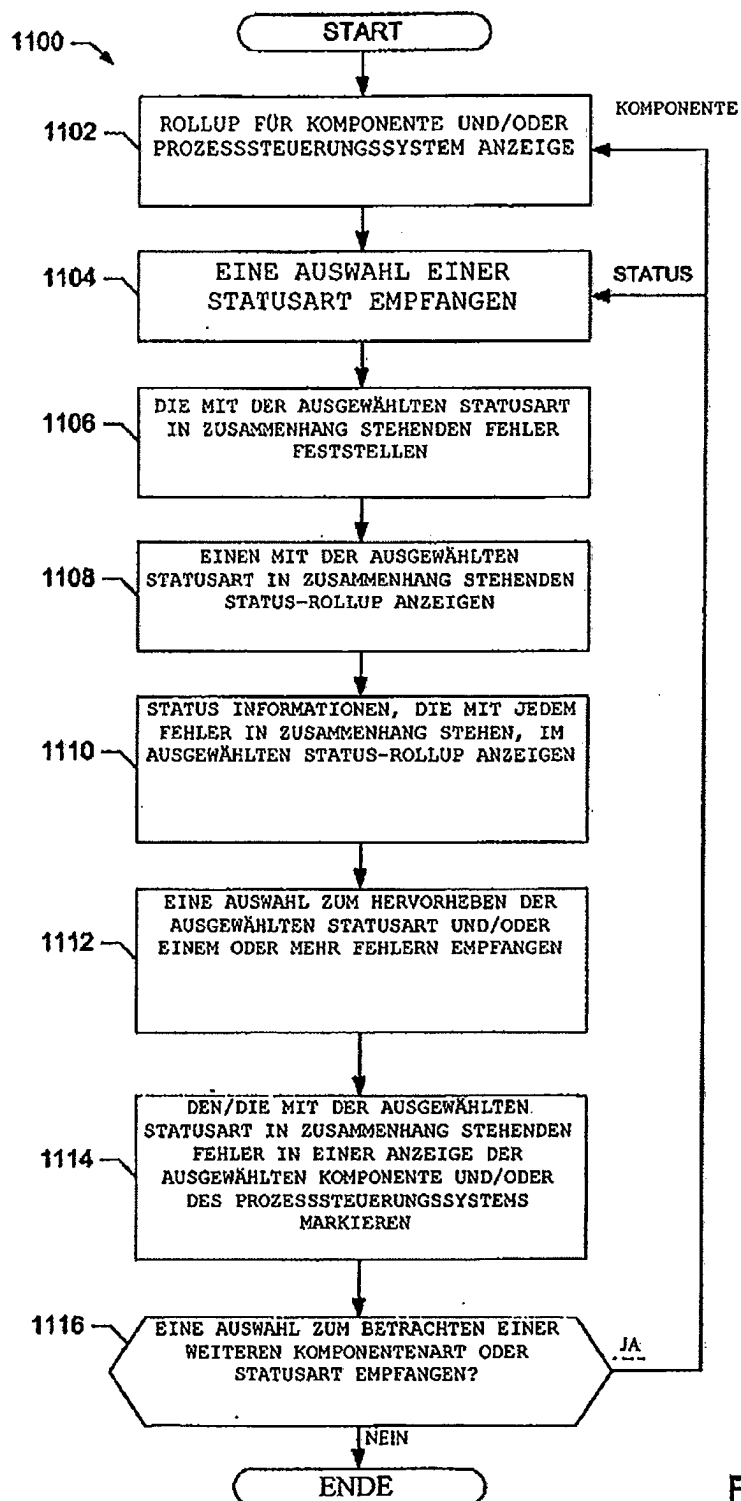 START
1100
KOMPONENTE
1102
ROLLUP FÜR KOMPONENTE UND/ODER
PROZESSSTEUERUNGSSYSTEM ANZEIGE
1104
EINE AUSWAHL EINER
STATUSART EMPFANGEN
STATUS
1106
DIE MIT DER AUSGEWÄHLTEN STATUSART
IN ZUSAMMENHANG STEHENDEN FEHLER
FESTSTELLEN
1108
EINEN MIT DER AUSGEWÄHLTEN
STATUSART IN ZUSAMMENHANG STEHENDEN
STATUS-ROLLUP ANZEIGEN
1110
STATUS INFORMATIONEN, DIE MIT JEDEM
FEHLER IN ZUSAMMENHANG STEHEN, IM
AUSGEWÄHLTEN STATUS-ROLLUP ANZEIGEN
1112
EINE AUSWAHL ZUM HERVORHEBEN DER
AUSGEWÄHLTEN STATUSART UND/ODER
EINEM ODER MEHR FEHLERN EMPFANGEN
1114
DEN/DIE MIT DER AUSGEWÄHLTEN
STATUSART IN ZUSAMMENHANG STEHENDEN
FEHLER IN EINER ANZEIGE DER
AUSGEWÄHLTEN KOMPONENTE UND/ODER
DES PROZESSSTEUERUNGSSYSTEMS
MARKIEREN
1116
EINE AUSWAHL ZUM BETRACHTEN EINER
WEITEREN KOMPONENTENART ODER
STATUSART EMPFANGEN?
JA
NEIN
ENDE